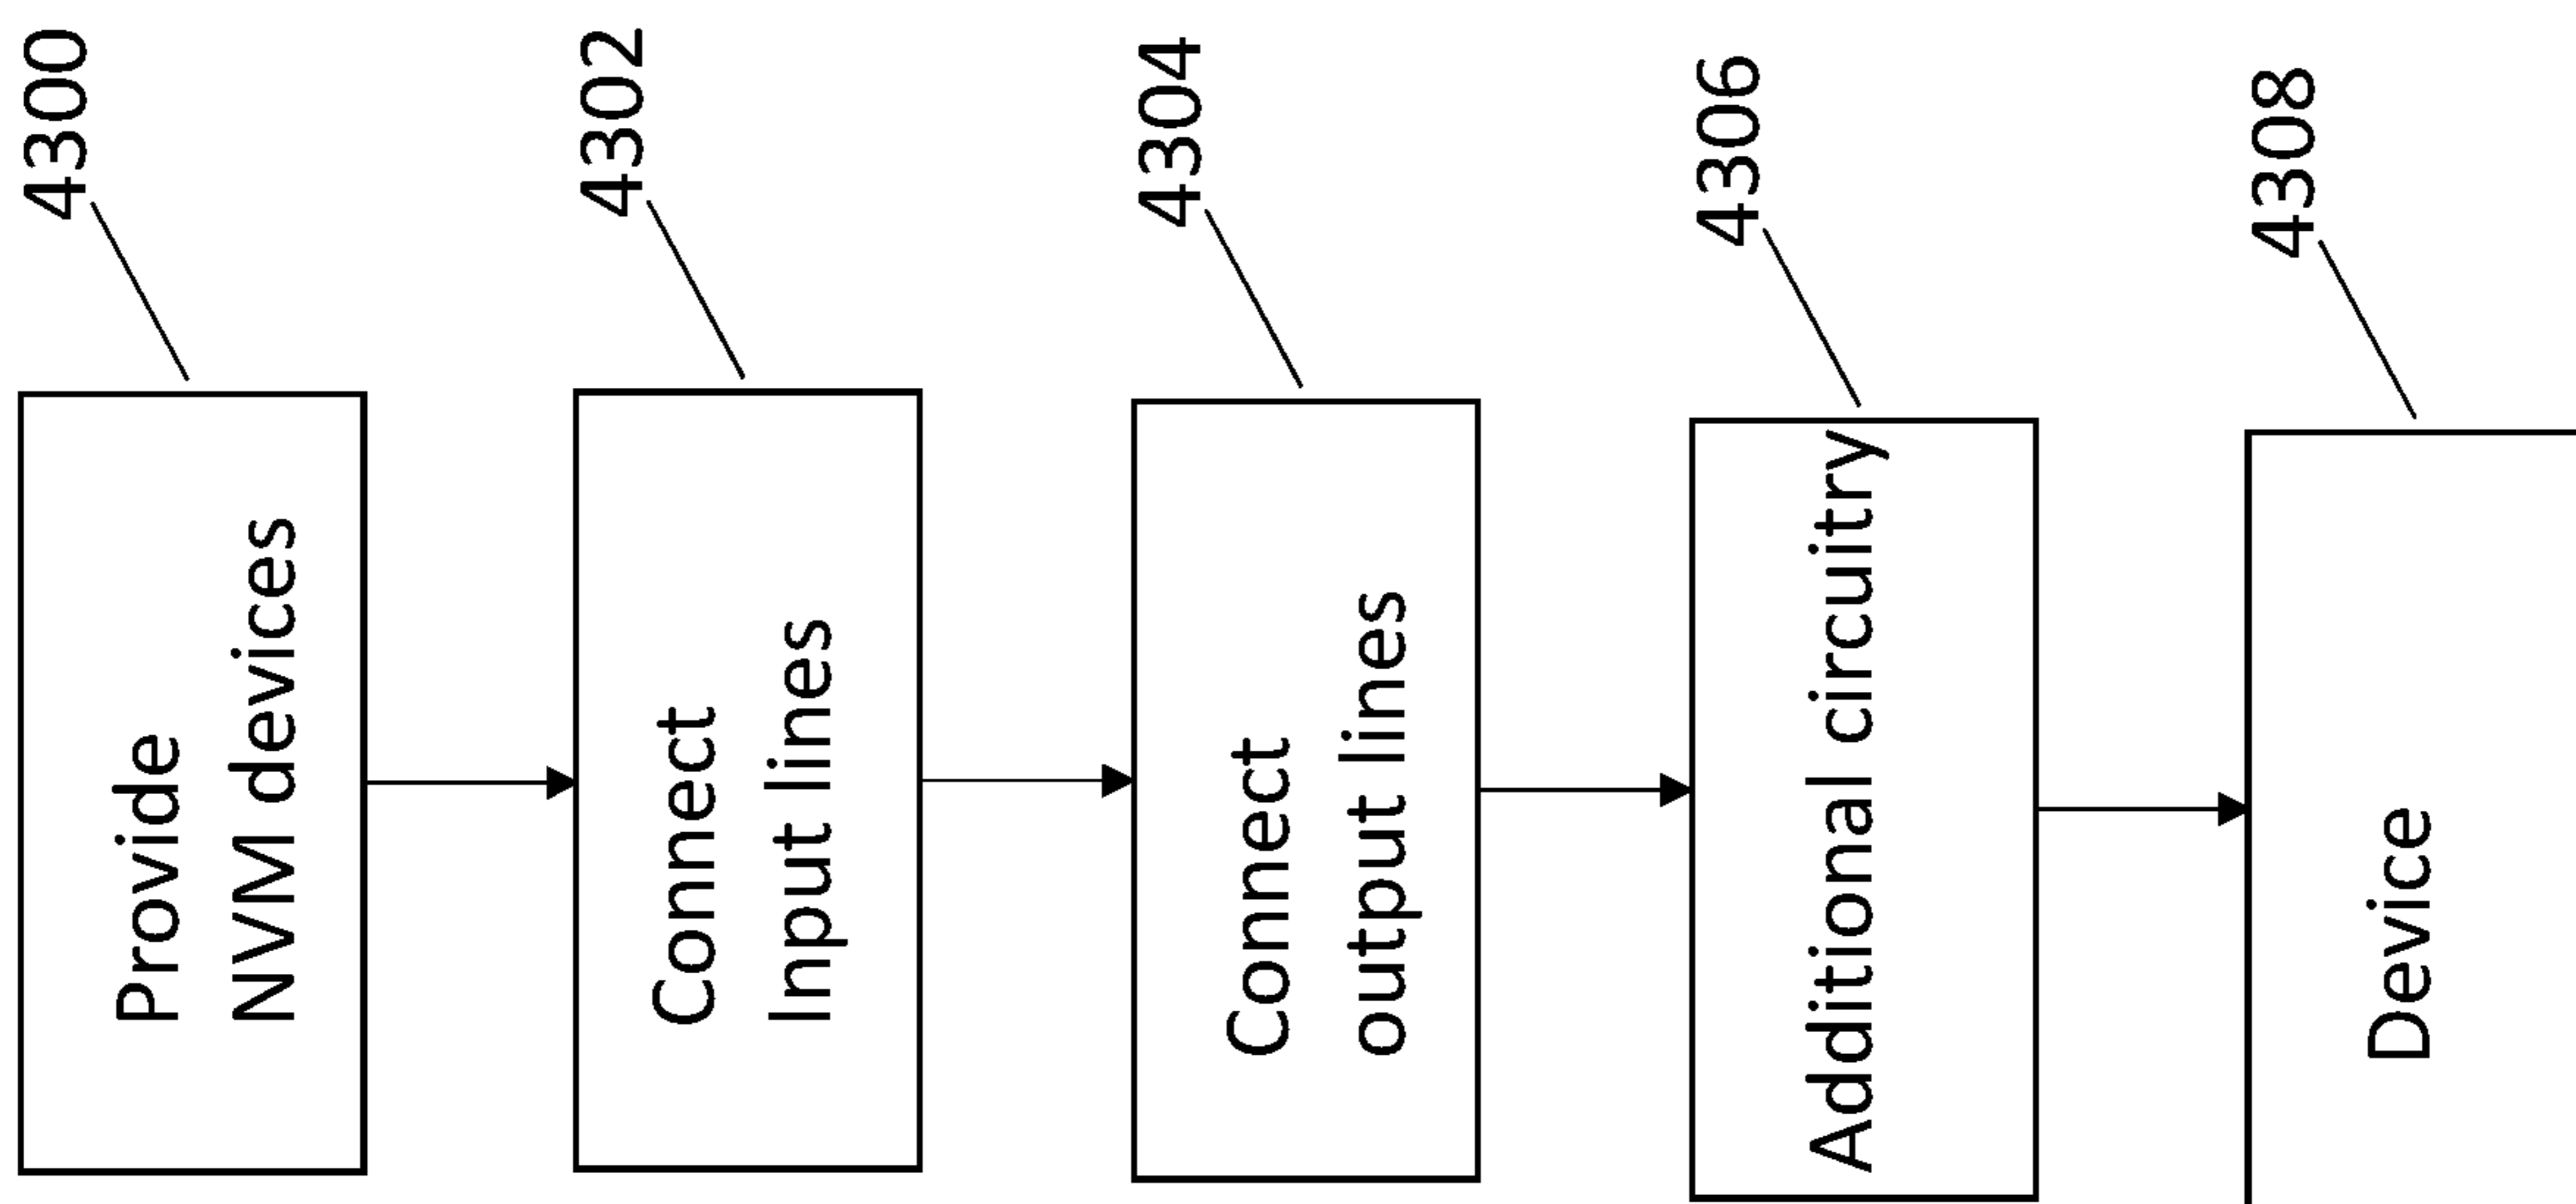 Provide
NVM devices
4300
Connect
Input lines
4302
Connect
output lines
4304
Additional circuitry
4306
Device
4308